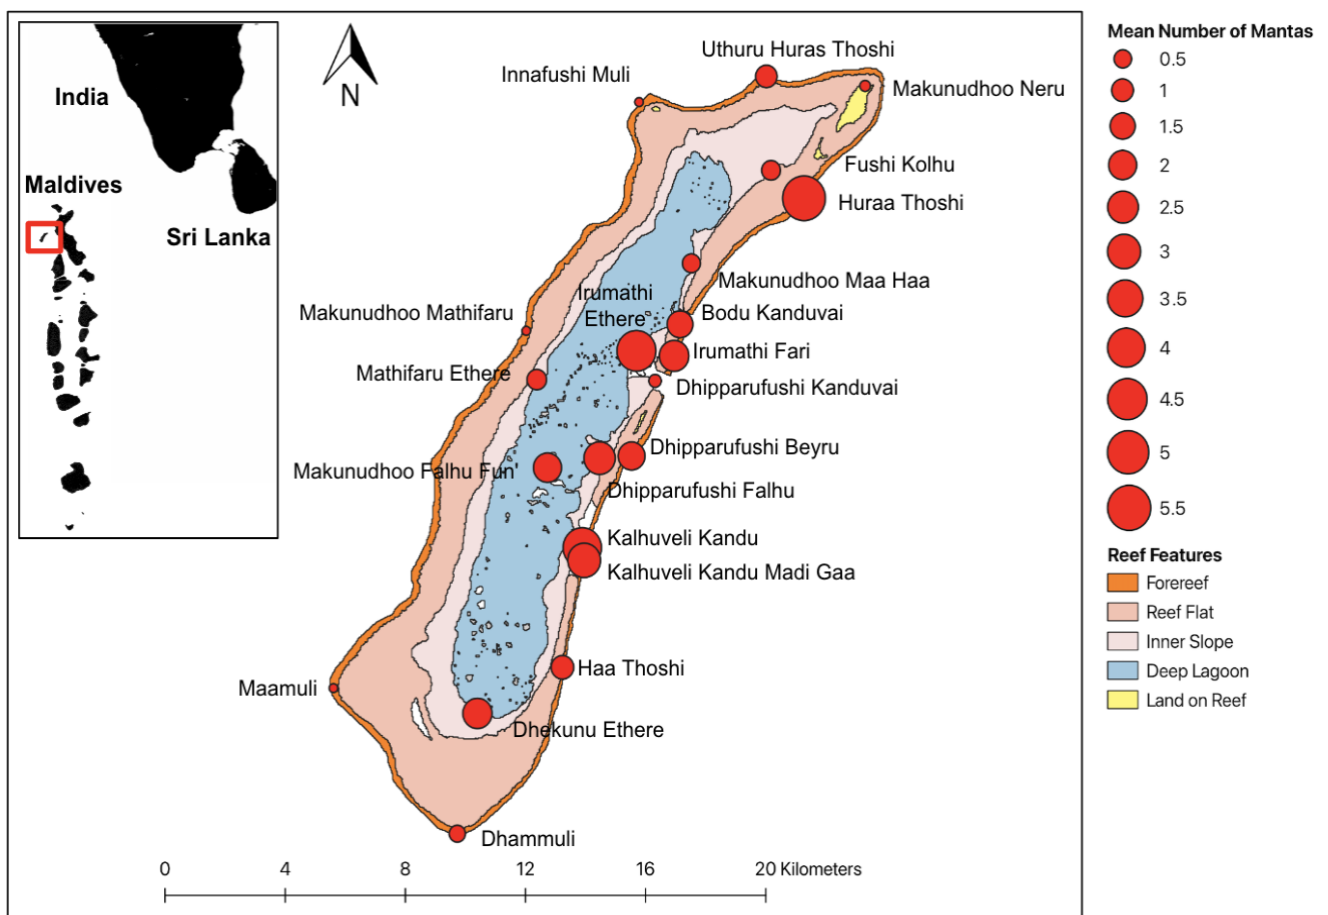 India
Maldives
Sri Lanka
N
Innafushi Muli
Uthuru Huras Thoshi
Makunudhoo Neru
Fushi Kolhu
Huraa Thoshi
Makunudhoo Maa Haa
Irumathi
Ethere
Bodu Kanduvai
Makunudhoo Mathifaru
Irumathi Fari
Mathifaru Ethere
Dhipparufushi Kanduvai
Dhipparufushi Beyru
Makunudhoo Falhu Fun'
Dhipparufushi Falhu
Kalhuveli Kandu
Kalhuveli Kandu Madi Gaa
Haa Thoshi
Maamuli
Dhekunu Ethere
Dhammuli
0 4 8 12 16 20 Kilometers
Mean Number of Mantas
0.5
1
1.5
2
2.5
3
3.5
4
4.5
5
5.5
Reef Features
Forereef
Reef Flat
Inner Slope
Deep Lagoon
Land on Reef